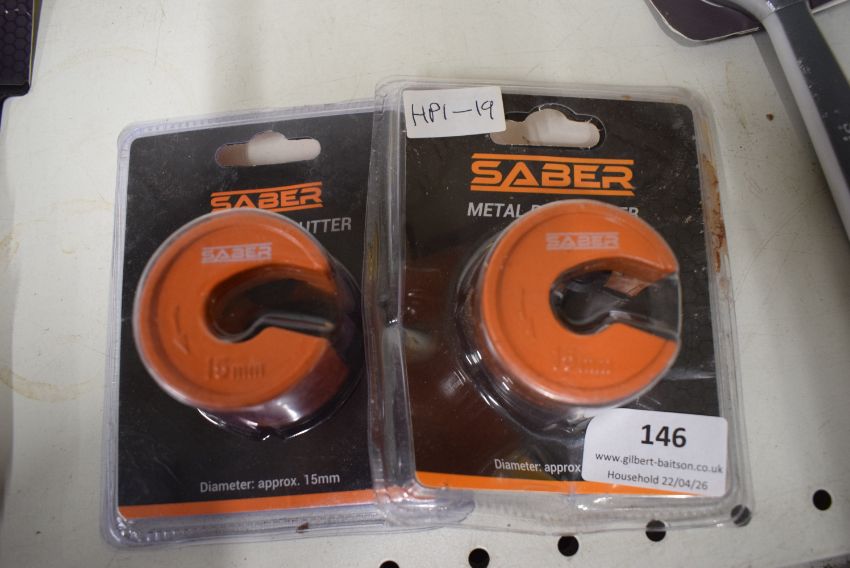 SABER
UTTER
SABER
15mm
Diameter: approx. 15mm
HP1-19
SABER
METAL
SABER
15mm
Diameter: approx
146
www.gilbert-baitson.co.uk
Household 22/04/26